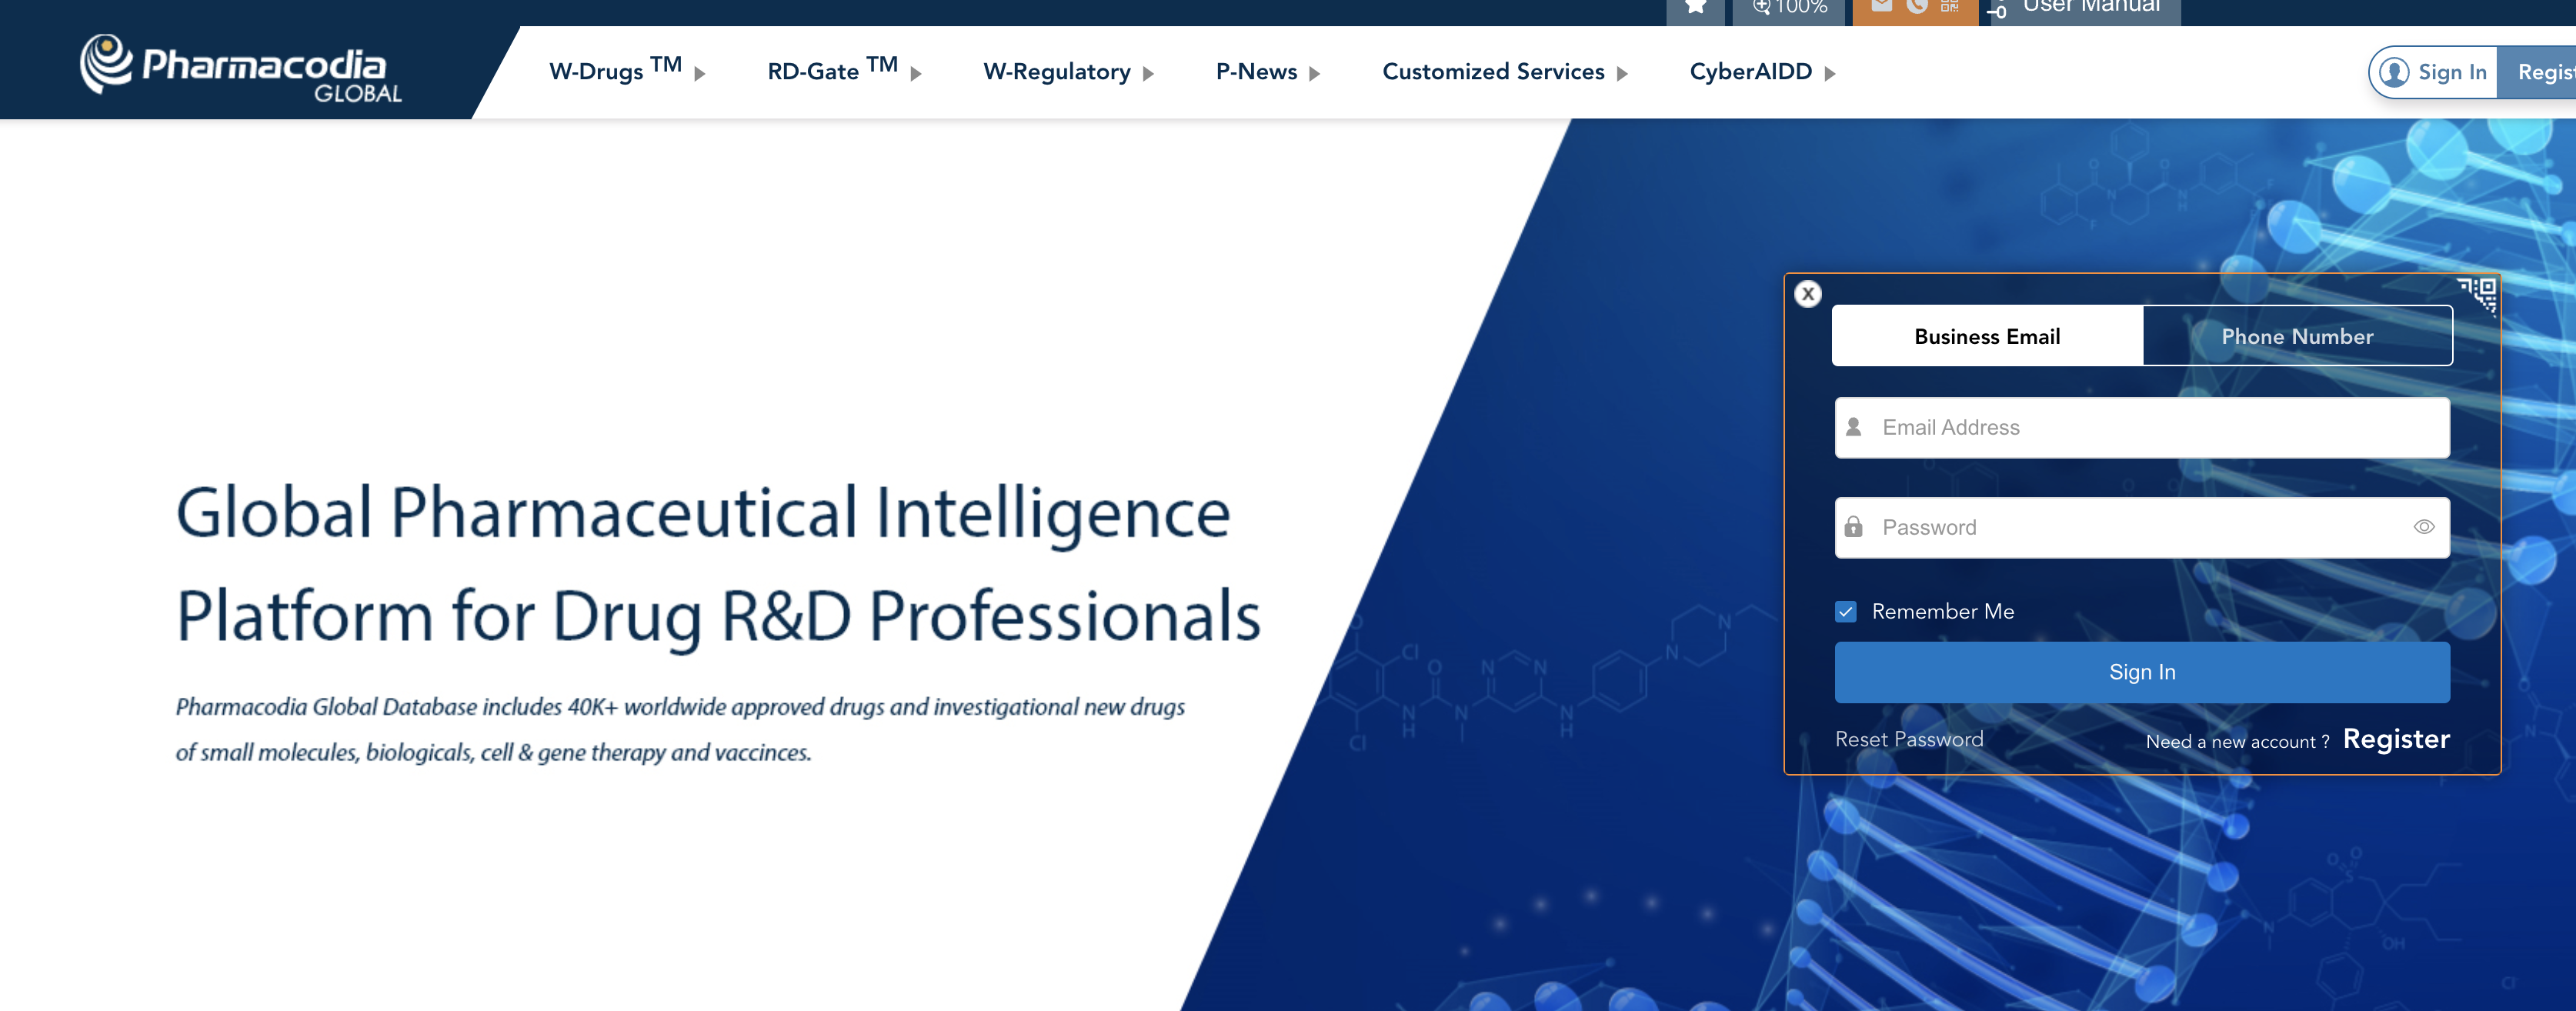 100%
User Manual
Pharmacodia
GLOBAL
W-Drugs TM
RD-Gate TM
W-Regulatory
P-News
Customized Services
CyberAIDD
Sign In
Regis
X
Business Email
Phone Number
Email Address
Password
Remember Me
Sign In
Reset Password
Need a new account ? Register
Global Pharmaceutical Intelligence
Platform for Drug R&D Professionals
Pharmacodia Global Database includes 40K+ worldwide approved drugs and investigational new drugs
of small molecules, biologicals, cell & gene therapy and vaccinces.